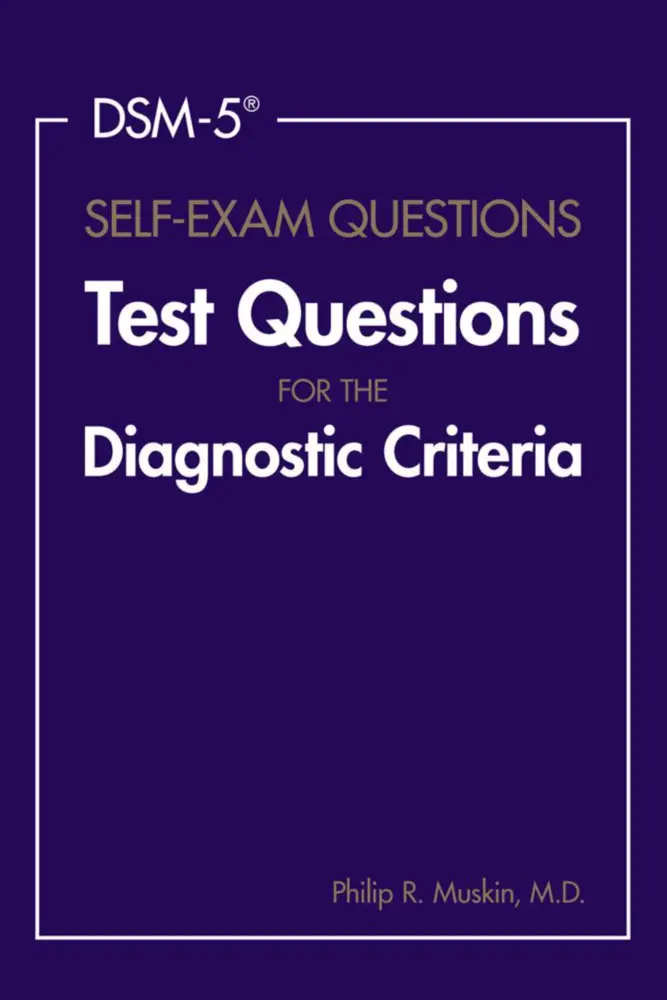 DSM-5®
SELF-EXAM QUESTIONS
Test Questions
FOR THE
Diagnostic Criteria
Philip R. Muskin, M.D.